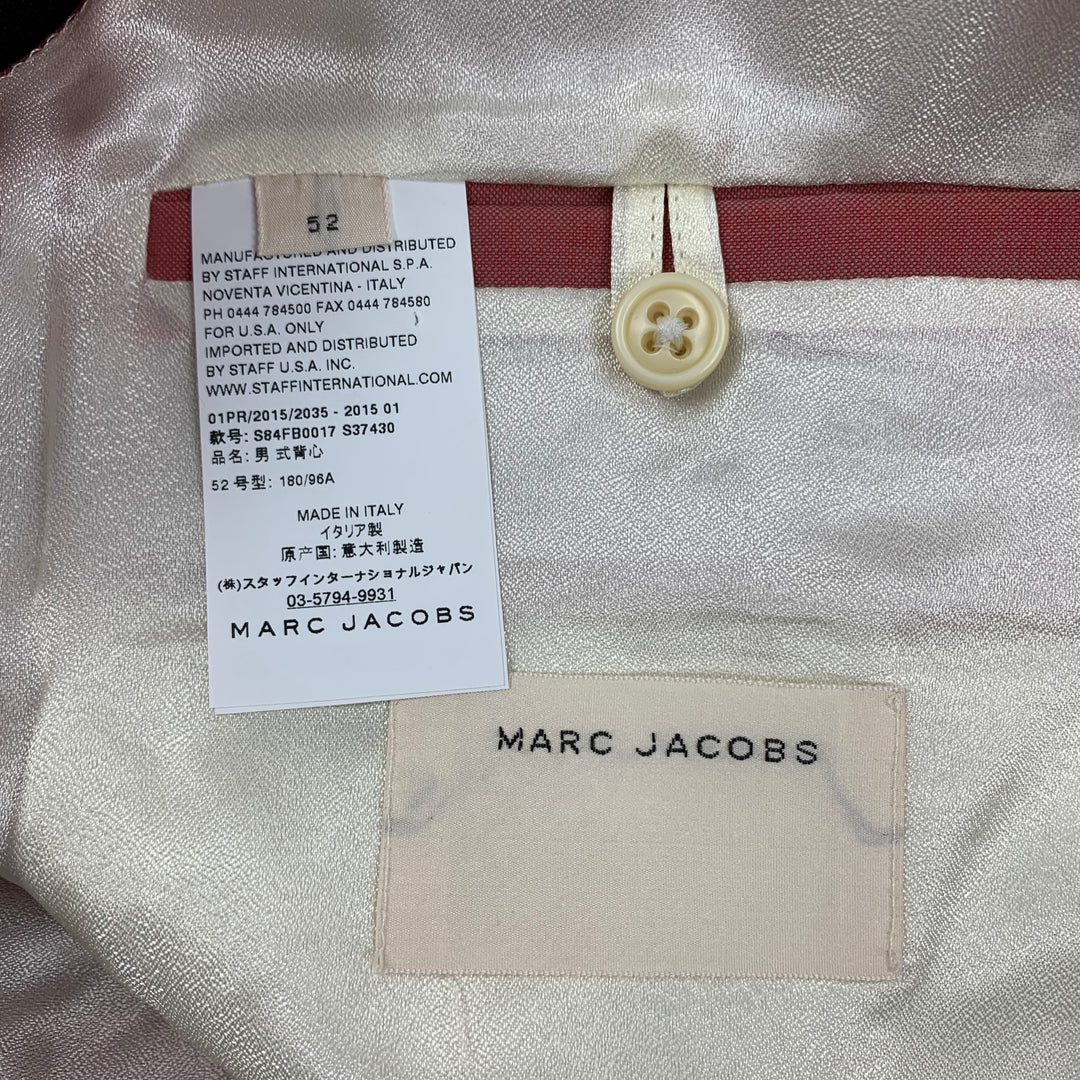 52
MANUFACTURED AND DISTRIBUTED
BY STAFF INTERNATIONAL S.P.A.
NOVENTA VICENTINA - ITALY
PH 0444 784500 FAX 0444 784580
FOR U.S.A. ONLY
IMPORTED AND DISTRIBUTED
BY STAFF U.S.A. INC.
WWW.STAFFINTERNATIONAL.COM
01PR/2015/2035 - 2015 01
款号: S84FB0017 S37430
品名: 男 式背心
52 号型: 180/96A
MADE IN ITALY
イタリア製
原产国: 意大利製造
(株)スタッフインターナショナルジャパン
03-5794-9931
MARC JACOBS
MARC JACOBS